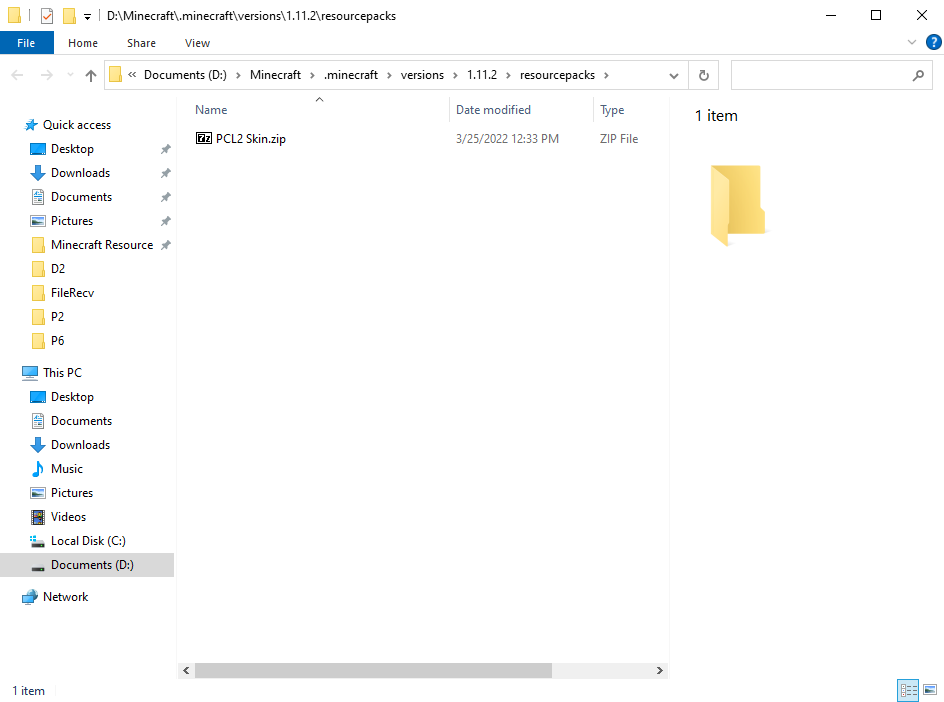 D:\Minecraft\.minecraft\versions\1.11.2\resourcepacks
File Home Share View
?
« Documents (D:) > Minecraft > .minecraft > versions > 1.11.2 > resourcepacks >
Name Date modified Type
7z PCL2 Skin.zip 3/25/2022 12:33 PM ZIP File
1 item
Quick access
Desktop
Downloads
Documents
Pictures
Minecraft Resource
D2
FileRecv
P2
P6
This PC
Desktop
Documents
Downloads
Music
Pictures
Videos
Local Disk (C:)
Documents (D:)
Network
1 item